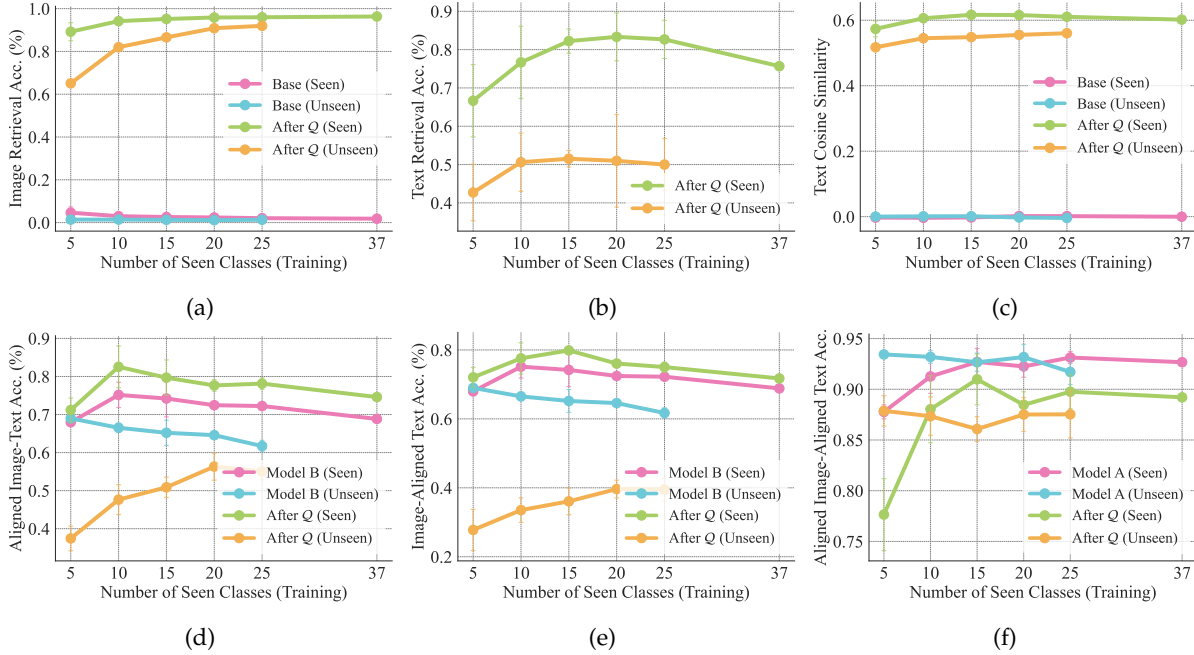 Image Retrieval Acc. (%)
1.0
0.8
0.6
0.4
0.2
0.0
Base (Seen)
Base (Unseen)
After Q (Seen)
After Q (Unseen)
5 10 15 20 25 37
Number of Seen Classes (Training)
(a)
Text Retrieval Acc. (%)
0.9
0.8
0.7
0.6
0.5
0.4
After Q (Seen)
After Q (Unseen)
5 10 15 20 25 37
Number of Seen Classes (Training)
(b)
Text Cosine Similarity
0.6
0.4
0.2
0.0
Base (Seen)
Base (Unseen)
After Q (Seen)
After Q (Unseen)
5 10 15 20 25 37
Number of Seen Classes (Training)
(c)
Aligned Image-Text Acc. (%)
0.9
0.8
0.7
0.6
0.5
0.4
Model B (Seen)
Model B (Unseen)
After Q (Seen)
After Q (Unseen)
5 10 15 20 25 37
Number of Seen Classes (Training)
(d)
Image-Aligned Text Acc. (%)
0.8
0.6
0.4
0.2
Model B (Seen)
Model B (Unseen)
After Q (Seen)
After Q (Unseen)
5 10 15 20 25 37
Number of Seen Classes (Training)
(e)
Aligned Image-Aligned Text Acc.
0.95
0.90
0.85
0.80
0.75
Model A (Seen)
Model A (Unseen)
After Q (Seen)
After Q (Unseen)
5 10 15 20 25 37
Number of Seen Classes (Training)
(f)